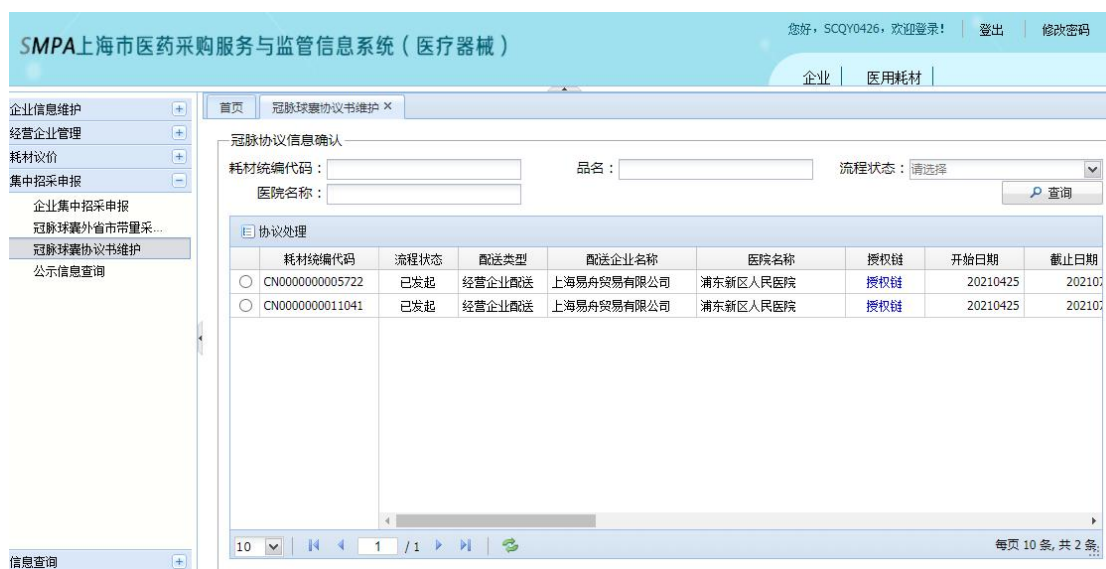 您好，SCQY0426，欢迎登录！ 登出 修改密码
SMPA上海市医药采购服务与监管信息系统（医疗器械）
企业 医用耗材
企业信息维护
经营企业管理
耗材议价
集中招采申报
企业集中招采申报
冠脉球囊外省市带量采...
冠脉球囊协议书维护
公示信息查询
信息查询
首页 冠脉球囊协议书维护 ×
冠脉协议信息确认
耗材统编代码： 品名： 流程状态：请选择
医院名称： 查询
协议处理
耗材统编代码 流程状态 配送类型 配送企业名称 医院名称 授权链 开始日期 截止日期
CN0000000005722 已发起 经营企业配送 上海易舟贸易有限公司 浦东新区人民医院 授权链 20210425 202107
CN0000000011041 已发起 经营企业配送 上海易舟贸易有限公司 浦东新区人民医院 授权链 20210425 202107
10 1 / 1 每页 10 条, 共 2 条